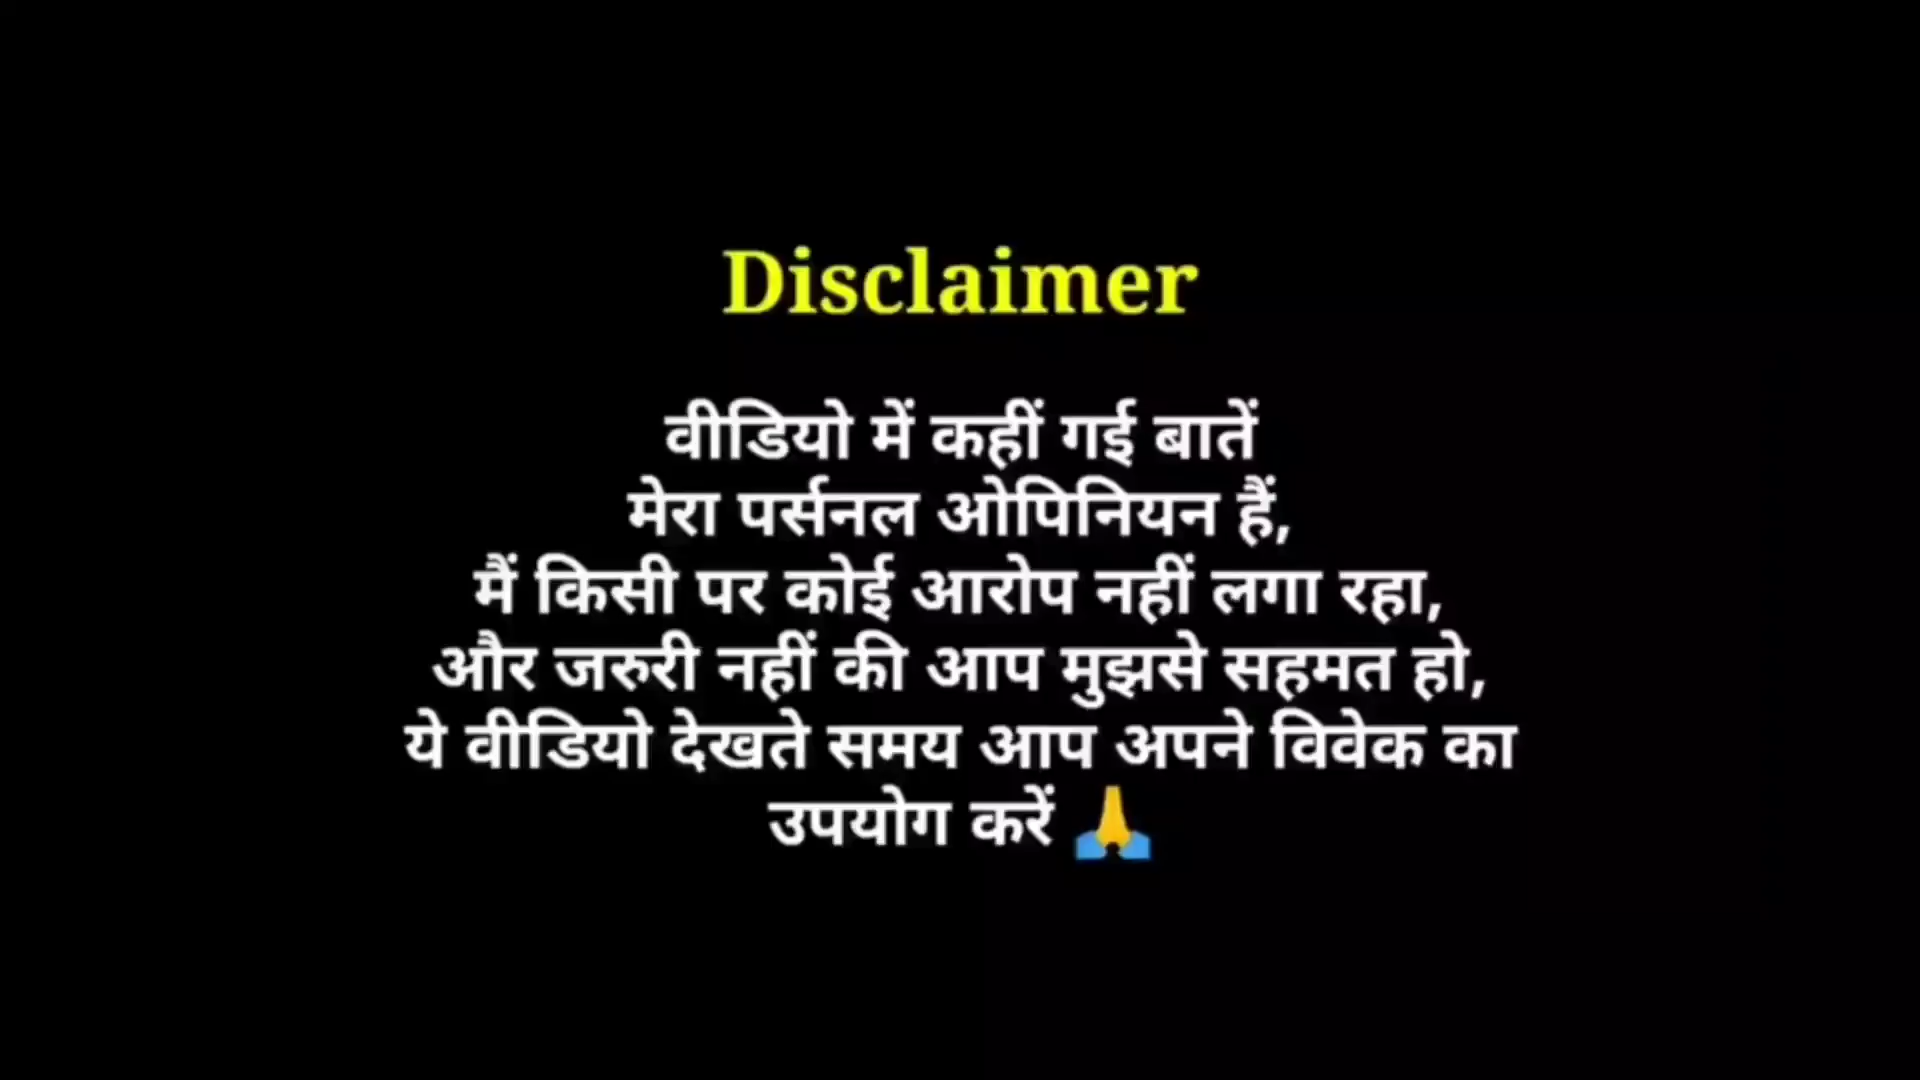 Disclaimer
वीडियो में कहीं गई बातें
मेरा पर्सनल ओपिनियन हैं,
मैं किसी पर कोई आरोप नहीं लगा रहा,
और जरुरी नहीं की आप मुझसे सहमत हो,
ये वीडियो देखते समय आप अपने विवेक का
उपयोग करें 🙏